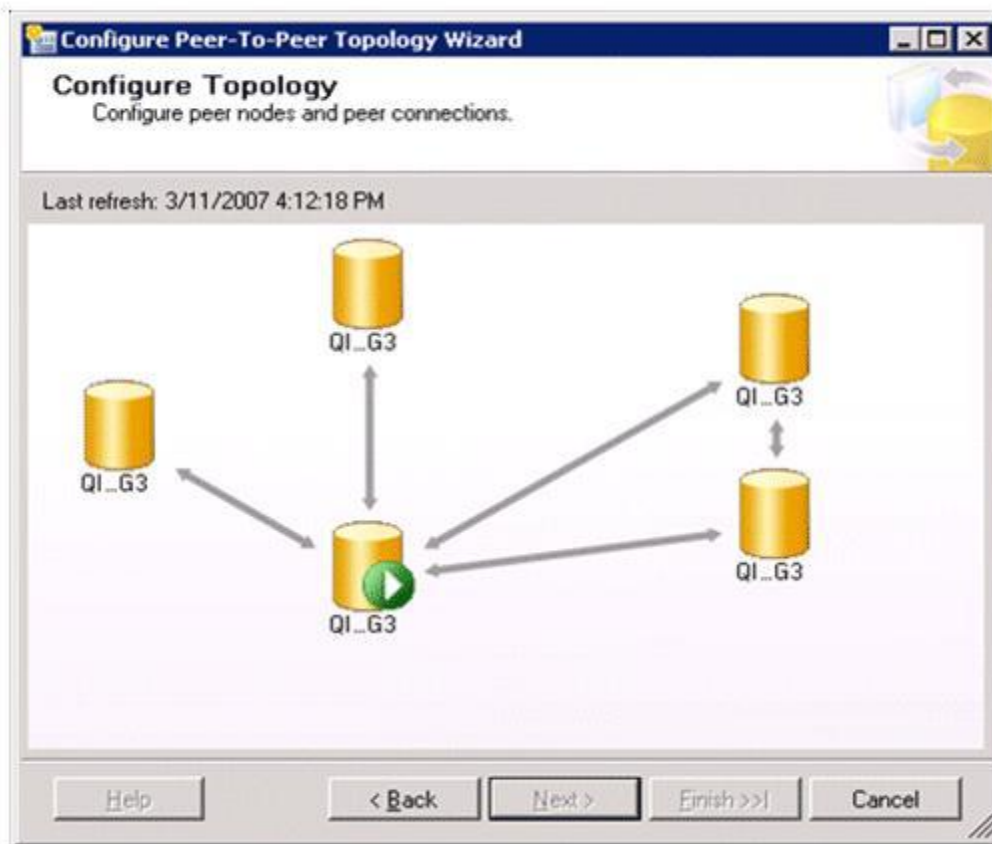 Configure Peer-To-Peer Topology Wizard
Configure Topology
Configure peer nodes and peer connections.
Last refresh: 3/11/2007 4:12:18 PM
QI...G3
QI...G3
QI...G3
QI...G3
QI...G3
Help
< Back
Next >
Finish >>|
Cancel